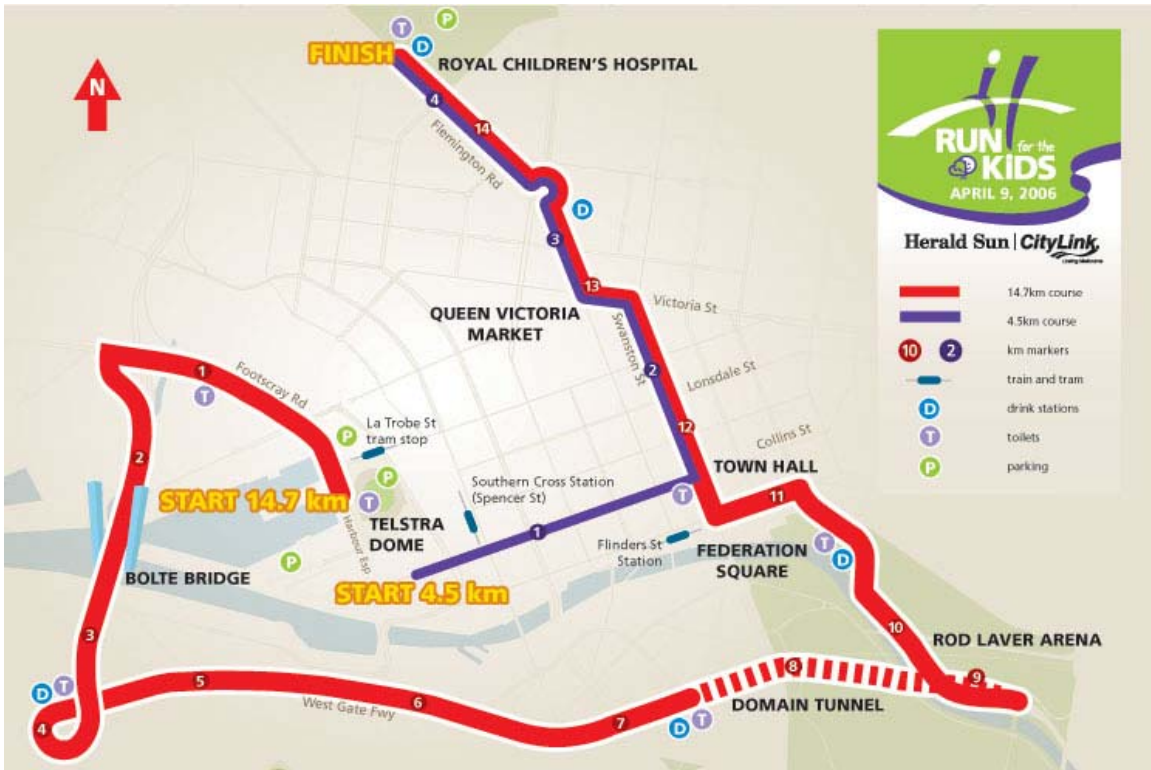 T
P
FINISH
D
ROYAL CHILDREN'S HOSPITAL
N
4
14
Flemington Rd
D
3
13
Victoria St
QUEEN VICTORIA
MARKET
Swanston St
2
Lonsdale St
1
T
Footscray Rd
La Trobe St
tram stop
P
12
Collins St
2
P
TOWN HALL
START 14.7 km
T
Southern Cross Station
(Spencer St)
T
11
TELSTRA
DOME
Harbour Esp
1
Flinders St
Station
FEDERATION
SQUARE
T
D
BOLTE BRIDGE
P
START 4.5 km
3
10
ROD LAVER ARENA
D
T
5
8
9
4
West Gate Fwy
6
7
D
T
DOMAIN TUNNEL
RUN for the
KiDS
APRIL 9, 2006
Herald Sun | CityLink
14.7km course
4.5km course
10
2
km markers
train and tram
D
drink stations
T
toilets
P
parking